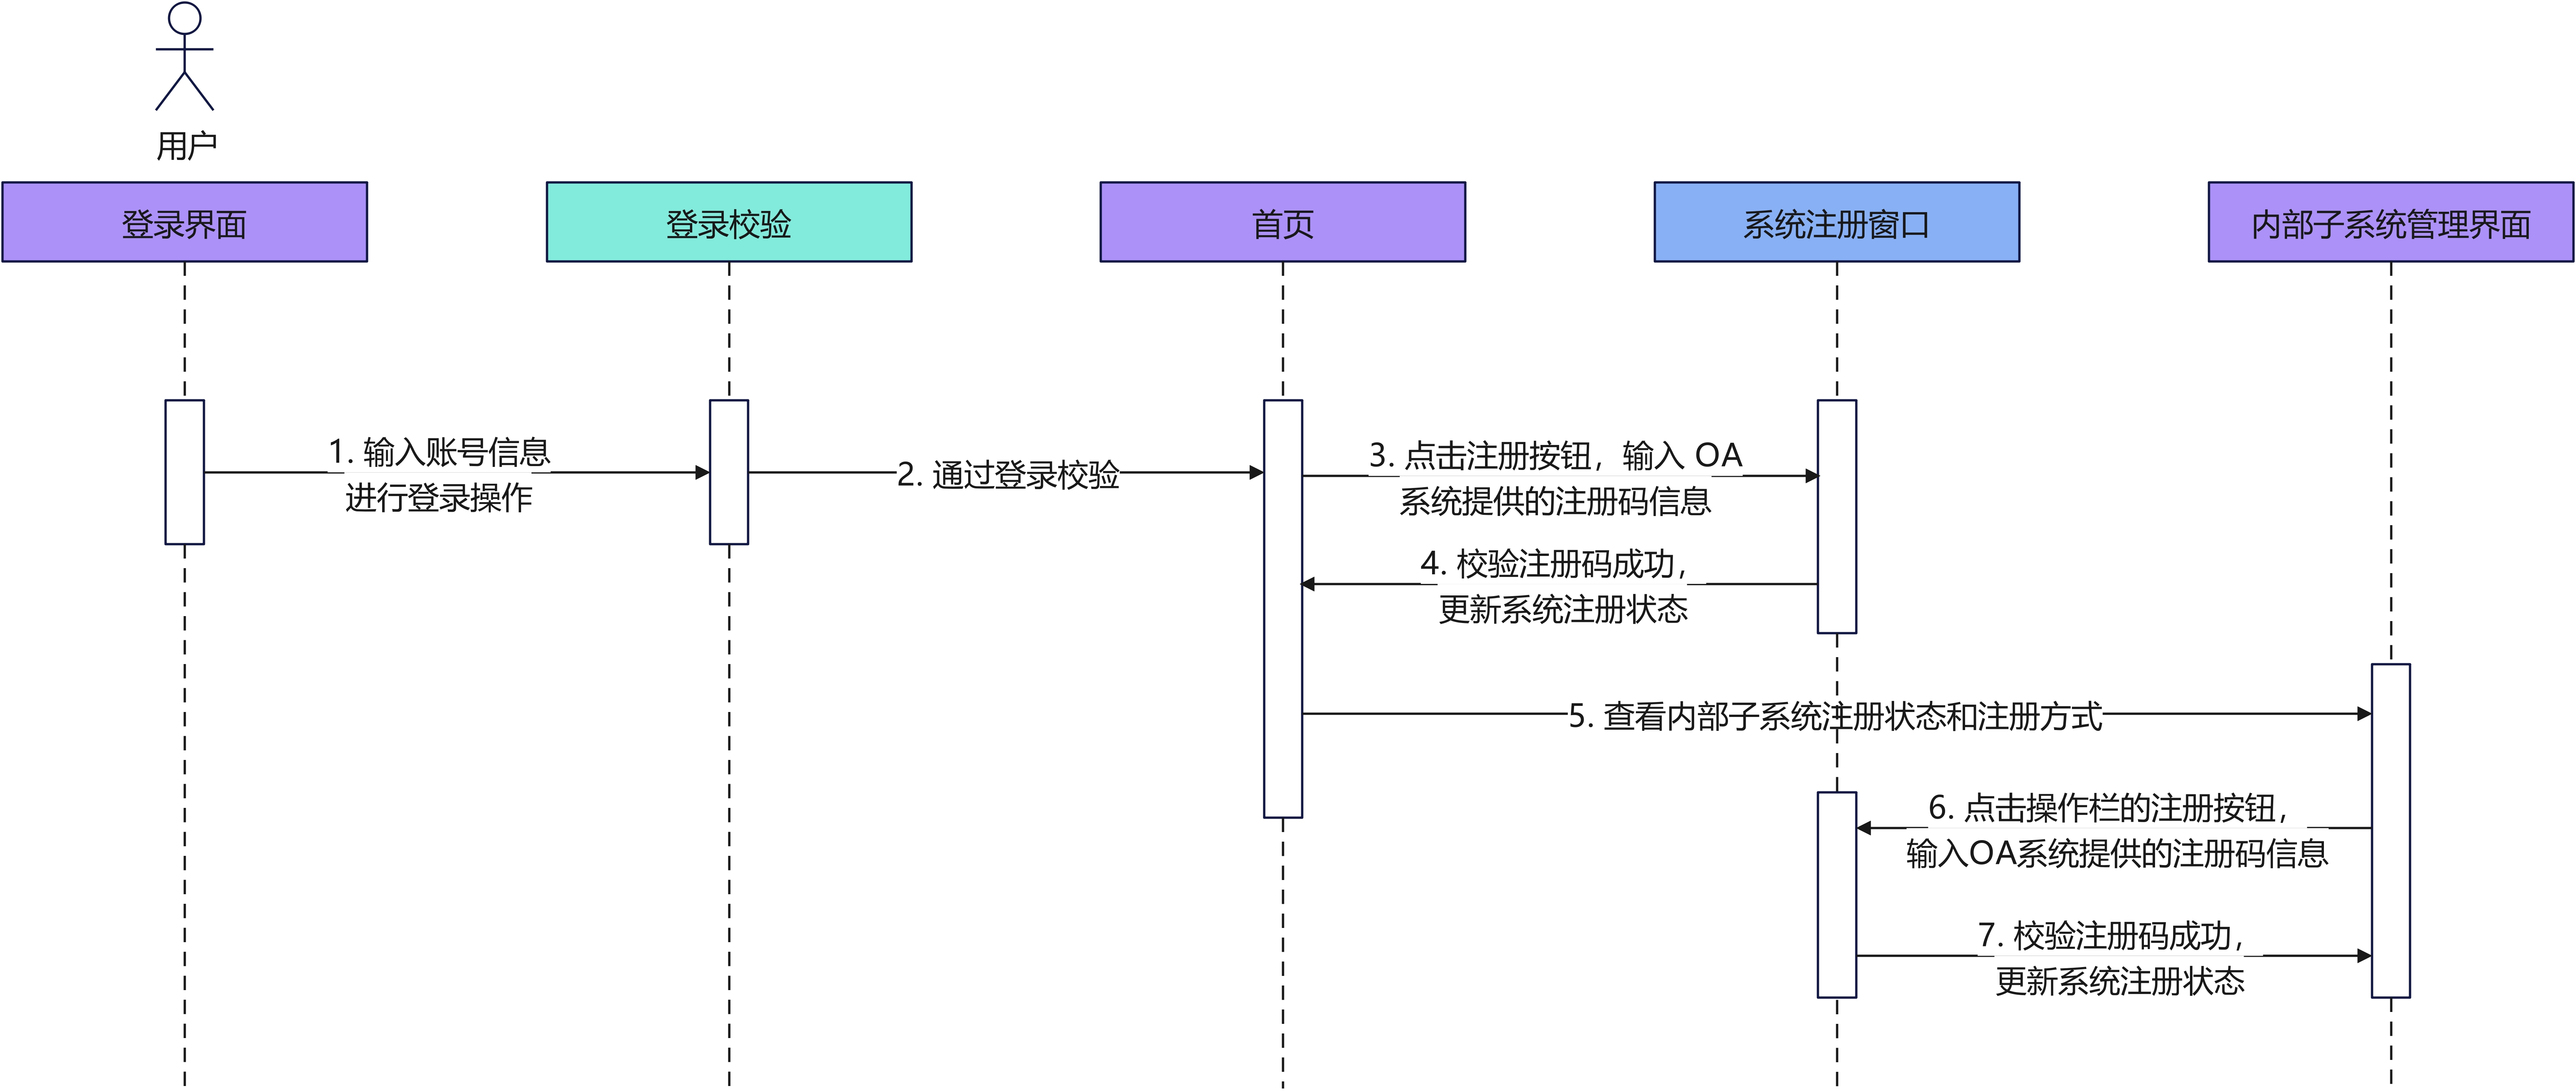 用户
登录界面
登录校验
首页
系统注册窗口
内部子系统管理界面
1. 输入账号信息
进行登录操作
2. 通过登录校验
3. 点击注册按钮，输入 OA
系统提供的注册码信息
4. 校验注册码成功，
更新系统注册状态
5. 查看内部子系统注册状态和注册方式
6. 点击操作栏的注册按钮，
输入OA系统提供的注册码信息
7. 校验注册码成功，
更新系统注册状态